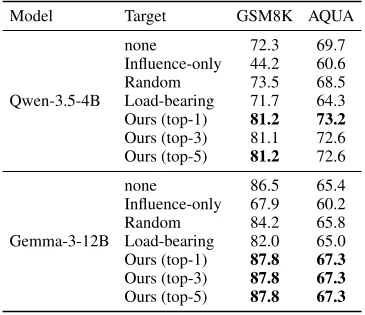 Model Target GSM8K AQUA
none 72.3 69.7
Influence-only 44.2 60.6
Random 73.5 68.5
Qwen-3.5-4B Load-bearing 71.7 64.3
Ours (top-1) 81.2 73.2
Ours (top-3) 81.1 72.6
Ours (top-5) 81.2 72.6
none 86.5 65.4
Influence-only 67.9 60.2
Random 84.2 65.8
Gemma-3-12B Load-bearing 82.0 65.0
Ours (top-1) 87.8 67.3
Ours (top-3) 87.8 67.3
Ours (top-5) 87.8 67.3